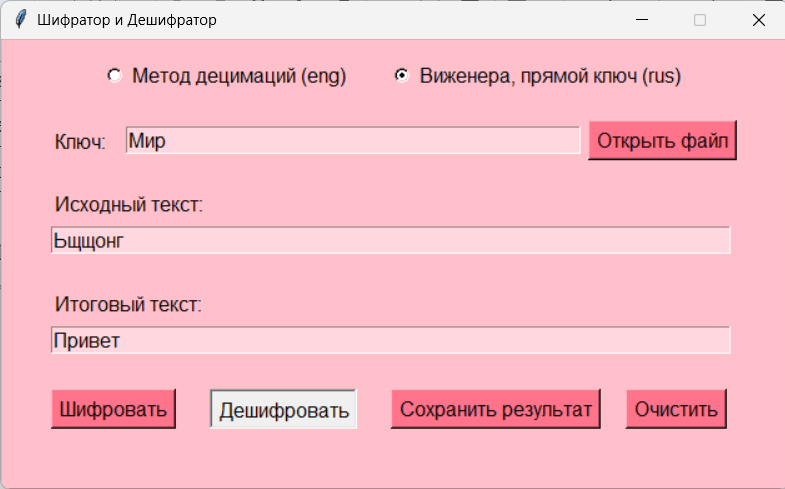 Шифратор и Дешифратор
Метод децимаций (eng) Виженера, прямой ключ (rus)
Ключ: Мир Открыть файл
Исходный текст:
Ьщщонг
Итоговый текст:
Привет
Шифровать Дешифровать Сохранить результат Очистить